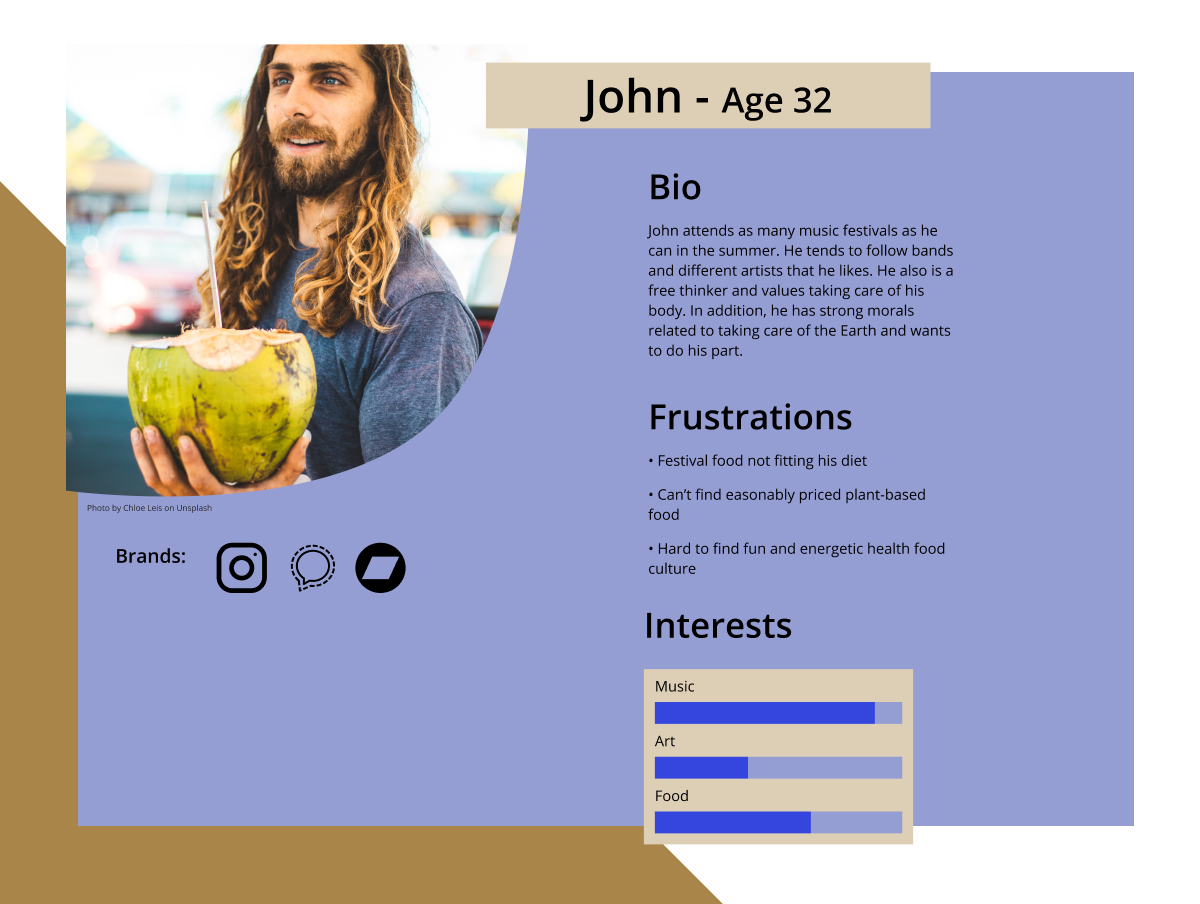 John - Age 32
Bio
John attends as many music festivals as he
can in the summer. He tends to follow bands
and different artists that he likes. He also is a
free thinker and values taking care of his
body. In addition, he has strong morals
related to taking care of the Earth and wants
to do his part.
Frustrations
• Festival food not fitting his diet
• Can’t find easonably priced plant-based
food
• Hard to find fun and energetic health food
culture
Interests
Music
Art
Food
Photo by Chloe Leis on Unsplash
Brands: